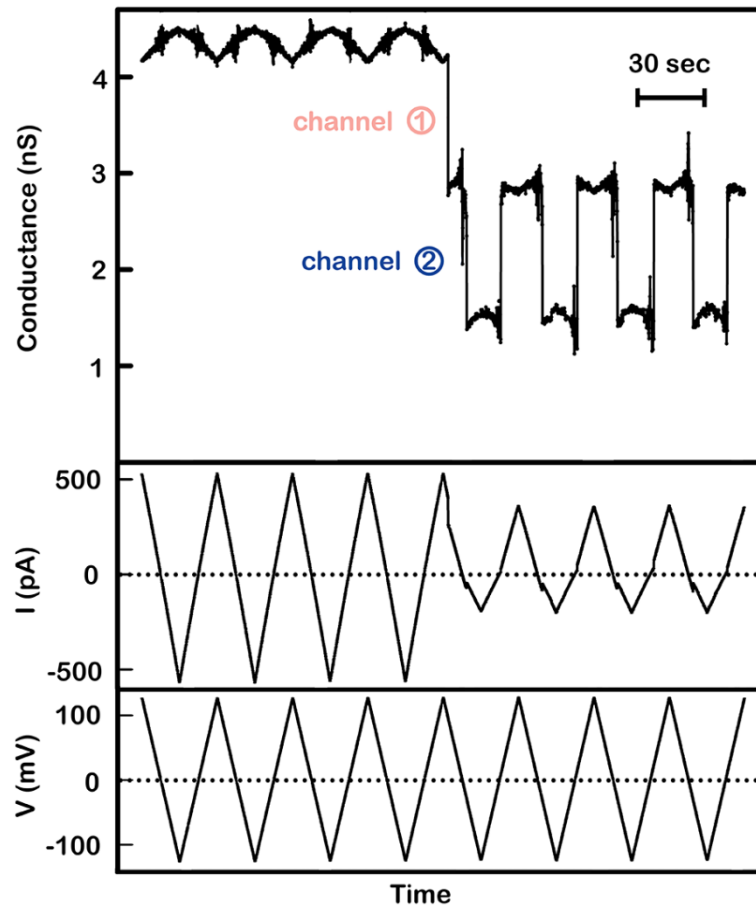 Conductance (nS)
4
3
2
1
30 sec
channel ①
channel ②
I (pA)
500
0
-500
V (mV)
100
0
-100
Time